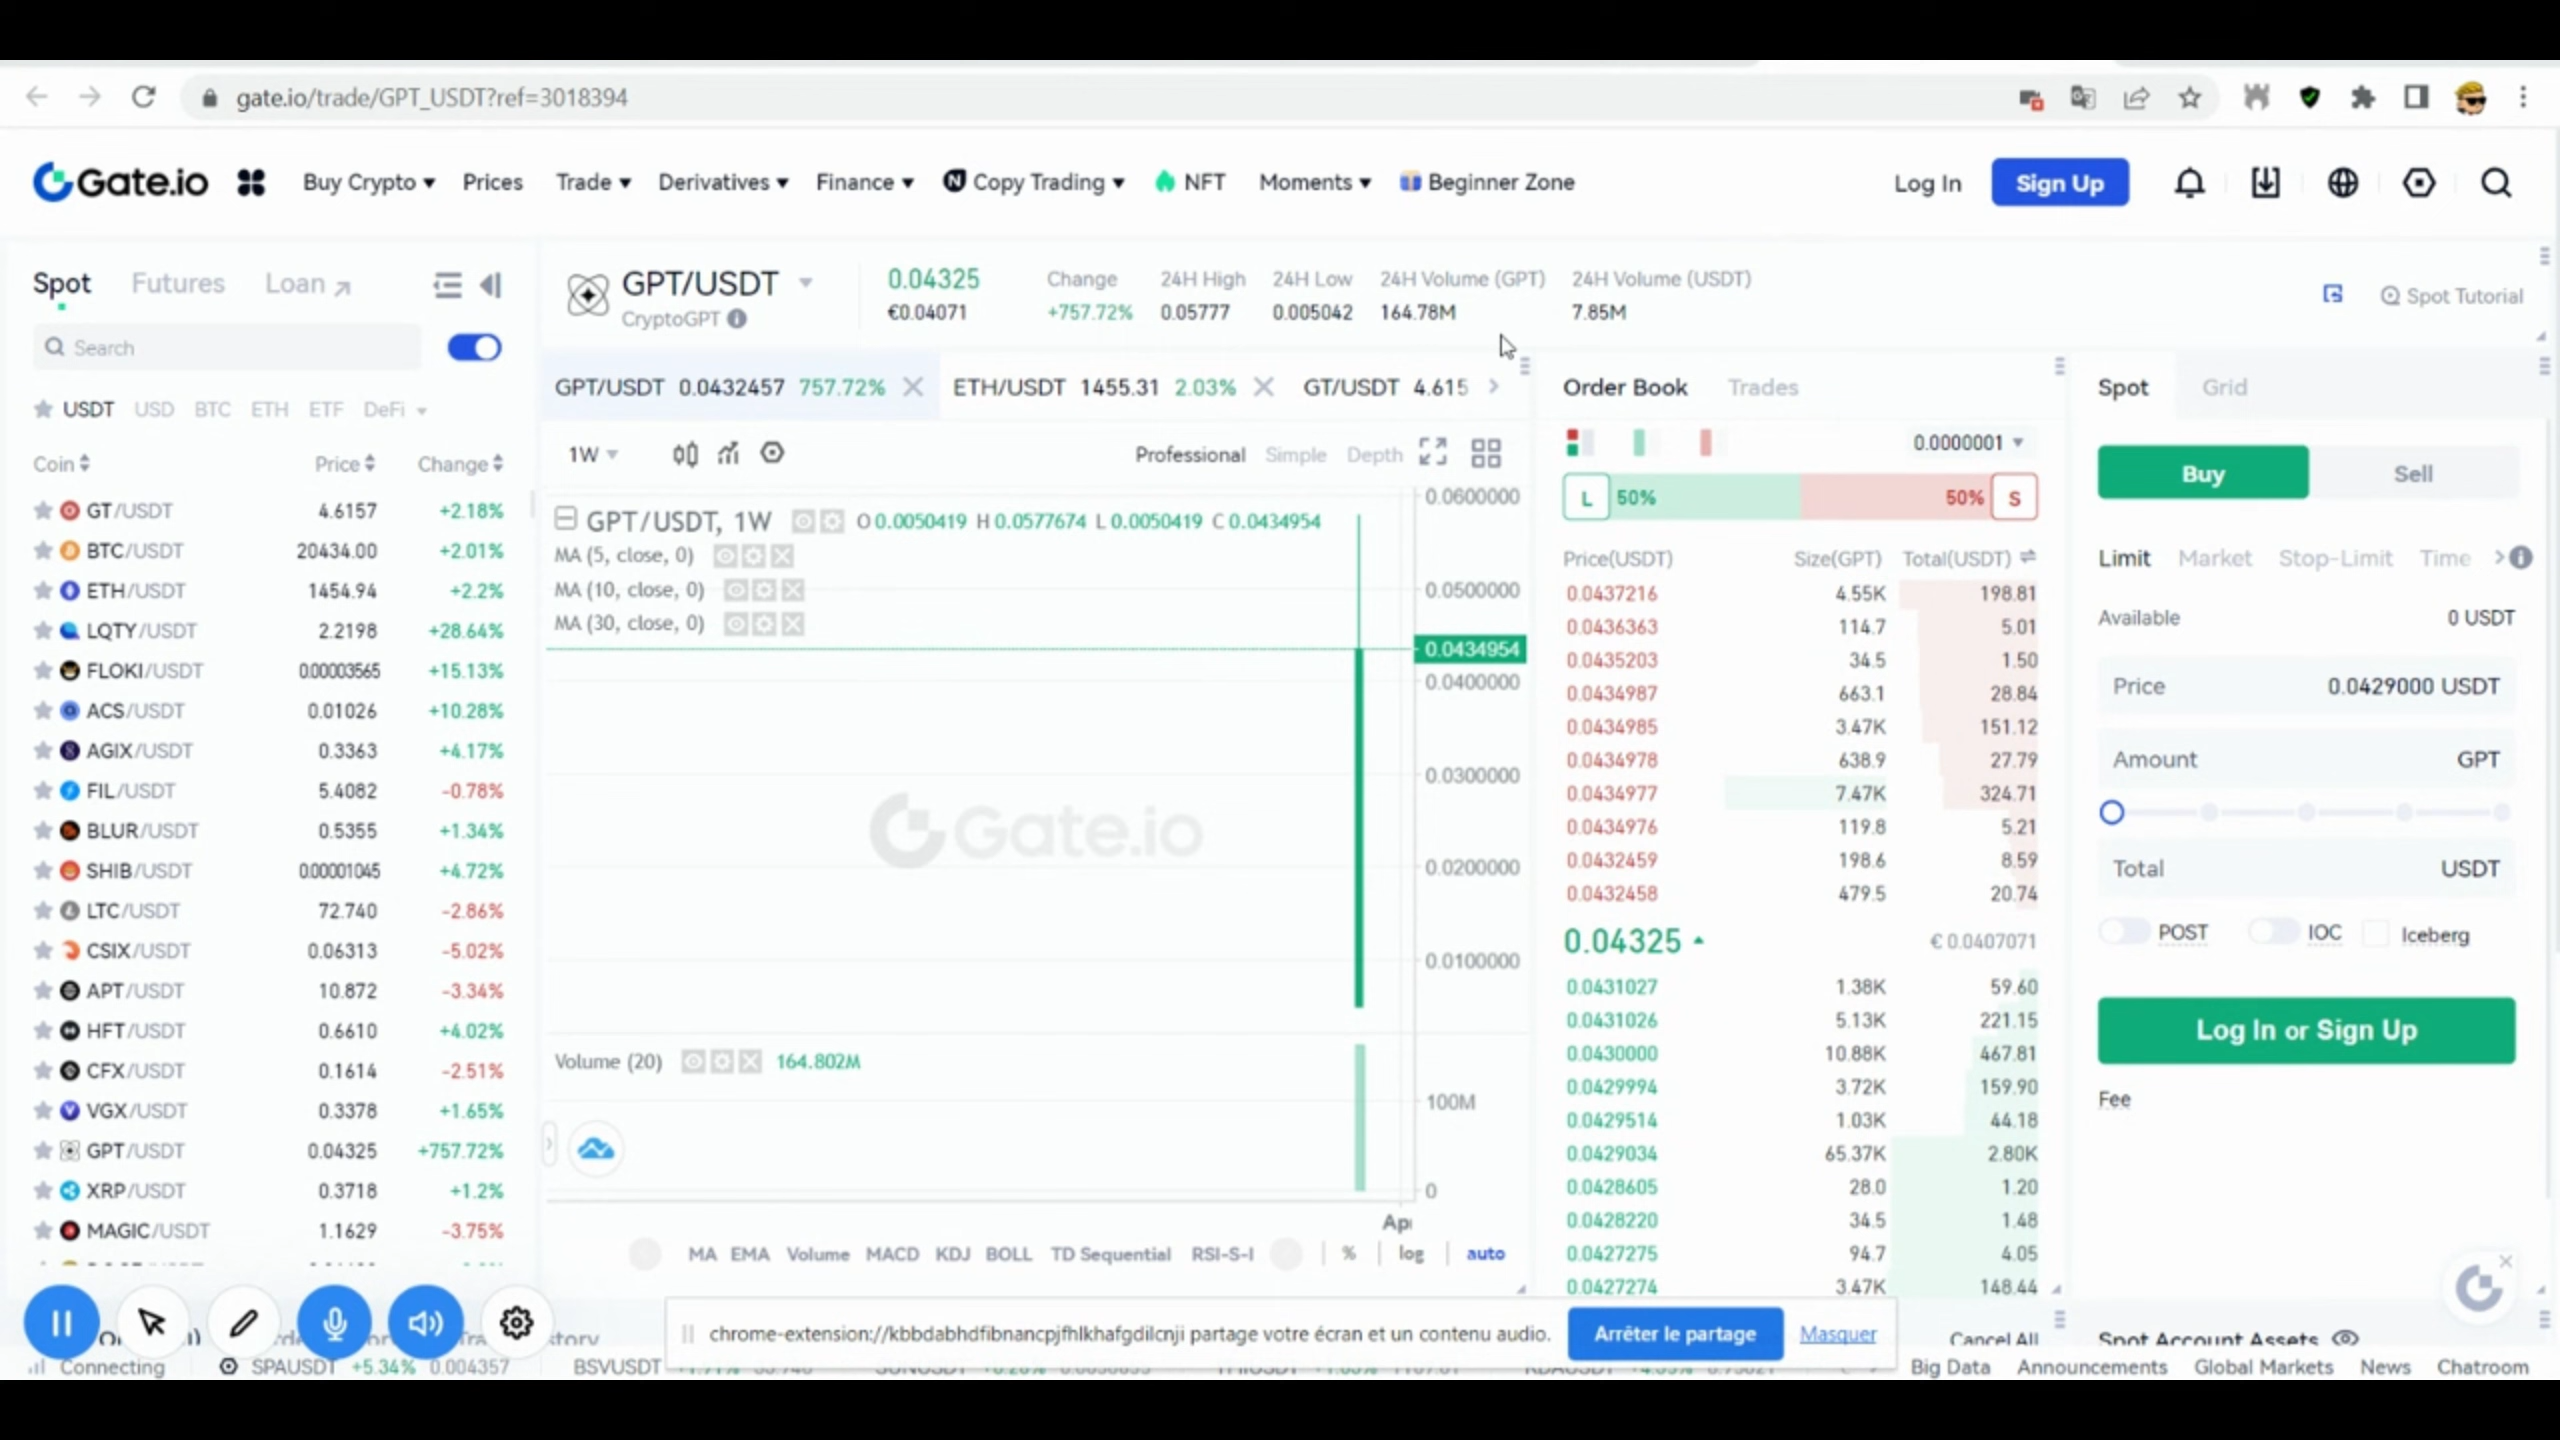 gate.io/trade/GPT_USDT?ref=3018394
Gate.io Buy Crypto Prices Trade Derivatives Finance Copy Trading NFT Moments Beginner Zone Log In Sign Up
Spot Futures Loan
Search
USDT USD BTC ETH ETF DeFi
Coin Price Change
GT/USDT 4.6157 +2.18%
BTC/USDT 20434.00 +2.01%
ETH/USDT 1454.94 +2.2%
LQTY/USDT 2.2198 +28.64%
FLOKI/USDT 0.00003565 +15.13%
ACS/USDT 0.01026 +10.28%
AGIX/USDT 0.3363 +4.17%
FIL/USDT 5.4082 -0.78%
BLUR/USDT 0.5355 +1.34%
SHIB/USDT 0.00001045 +4.72%
LTC/USDT 72.740 -2.86%
CSIX/USDT 0.06313 -5.02%
APT/USDT 10.872 -3.34%
HFT/USDT 0.6610 +4.02%
CFX/USDT 0.1614 -2.51%
VGX/USDT 0.3378 +1.65%
GPT/USDT 0.04325 +757.72%
XRP/USDT 0.3718 +1.2%
MAGIC/USDT 1.1629 -3.75%
GPT/USDT
CryptoGPT
0.04325
€0.04071
Change
+757.72%
24H High
0.05777
24H Low
0.005042
24H Volume (GPT)
164.78M
24H Volume (USDT)
7.85M
Spot Tutorial
GPT/USDT 0.0432457 757.72% ETH/USDT 1455.31 2.03% GT/USDT 4.615
1W Professional Simple Depth
GPT/USDT, 1W O 0.0050419 H 0.0577674 L 0.0050419 C 0.0434954
MA (5, close, 0)
MA (10, close, 0)
MA (30, close, 0)
0.0600000
0.0500000
0.0434954
0.0400000
0.0300000
0.0200000
0.0100000
Gate.io
Volume (20) 164.802M
100M
0
MA EMA Volume MACD KDJ BOLL TD Sequential RSI-S-I % log auto
Order Book Trades
0.0000001
L 50% 50% S
Price(USDT) Size(GPT) Total(USDT)
0.0437216 4.55K 198.81
0.0436363 114.7 5.01
0.0435203 34.5 1.50
0.0434987 663.1 28.84
0.0434985 3.47K 151.12
0.0434978 638.9 27.79
0.0434977 7.47K 324.71
0.0434976 119.8 5.21
0.0432459 198.6 8.59
0.0432458 479.5 20.74
0.04325 € 0.0407071
0.0431027 1.38K 59.60
0.0431026 5.13K 221.15
0.0430000 10.88K 467.81
0.0429994 3.72K 159.90
0.0429514 1.03K 44.18
0.0429034 65.37K 2.80K
0.0428605 28.0 1.20
0.0428220 34.5 1.48
0.0427275 94.7 4.05
0.0427274 3.47K 148.44
Spot Grid
Buy Sell
Limit Market Stop-Limit Time
Available 0 USDT
Price 0.0429000 USDT
Amount GPT
Total USDT
POST IOC Iceberg
Log In or Sign Up
Fee
chrome-extension://kbbdabhdfibnancpjfhlkhafgdilcnji partage votre écran et un contenu audio. Arrêter le partage Masquer
Cancel All
Spot Account Assets
Connecting SPAUSDT +5.34% 0.004357 BSVUSDT
Big Data Announcements Global Markets News Chatroom